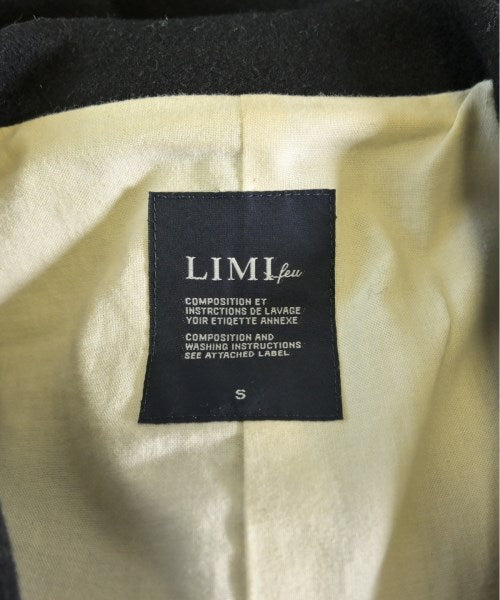 LIMI feu
COMPOSITION ET
INSTRCTIONS DE LAVAGE
YOIR ETIQETTE ANNEXE
COMPOSITION AND
WASHING INSTRUCTIONS
SEE ATTACHED LABEL
S